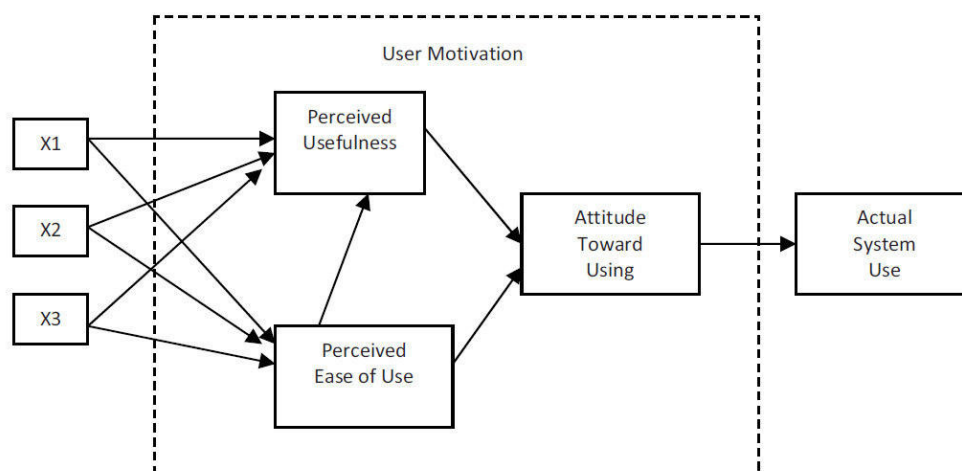 User Motivation
X1
X2
X3
Perceived
Usefulness
Perceived
Ease of Use
Attitude
Toward
Using
Actual
System
Use